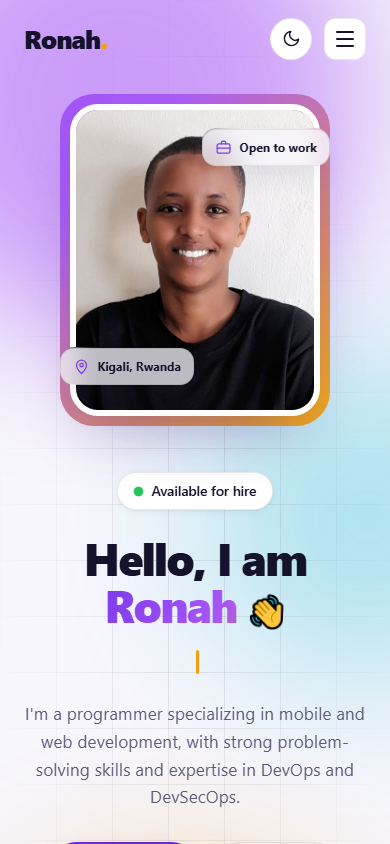 Ronah.
Open to work
Kigali, Rwanda
Available for hire
Hello, I am
Ronah 👋
I'm a programmer specializing in mobile and
web development, with strong problem-
solving skills and expertise in DevOps and
DevSecOps.